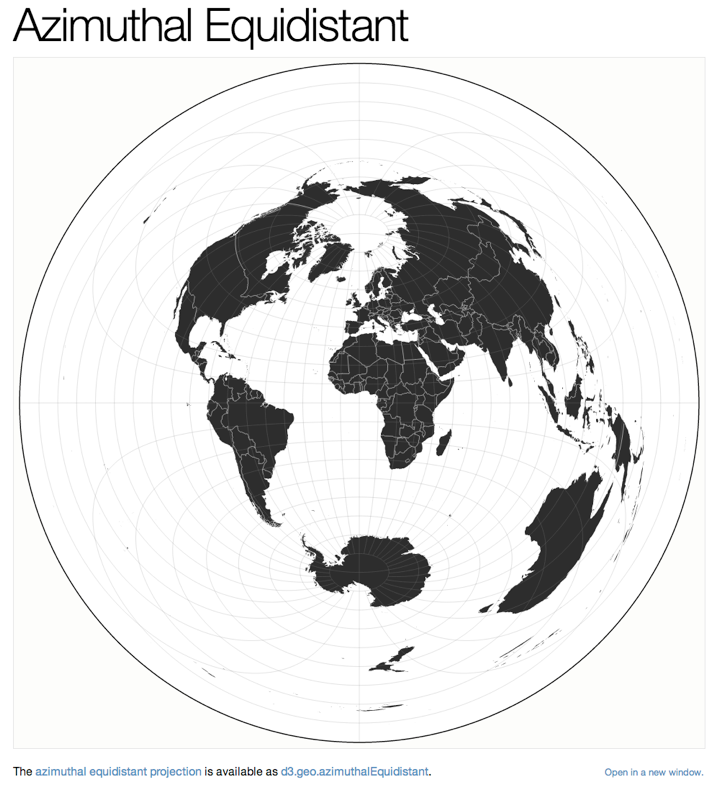 Azimuthal Equidistant
The azimuthal equidistant projection is available as d3.geo.azimuthalEquidistant.
Open in a new window.